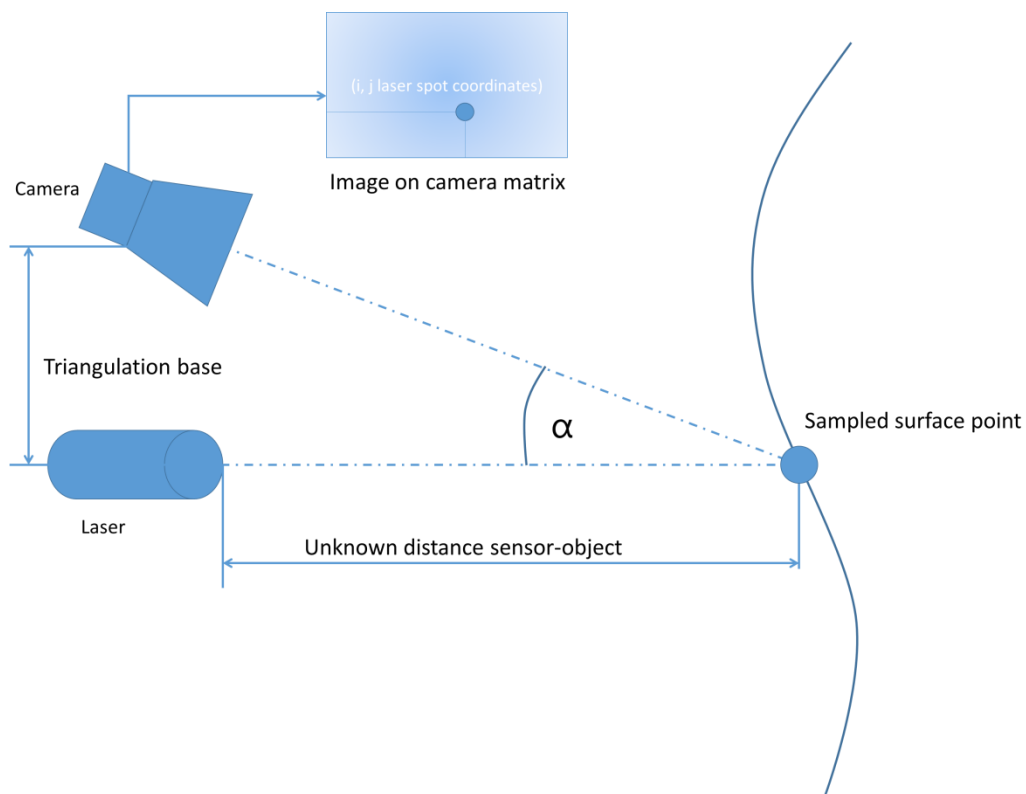 (i, j laser spot coordinates)
Image on camera matrix
Camera
Triangulation base
α
Sampled surface point
Laser
Unknown distance sensor-object